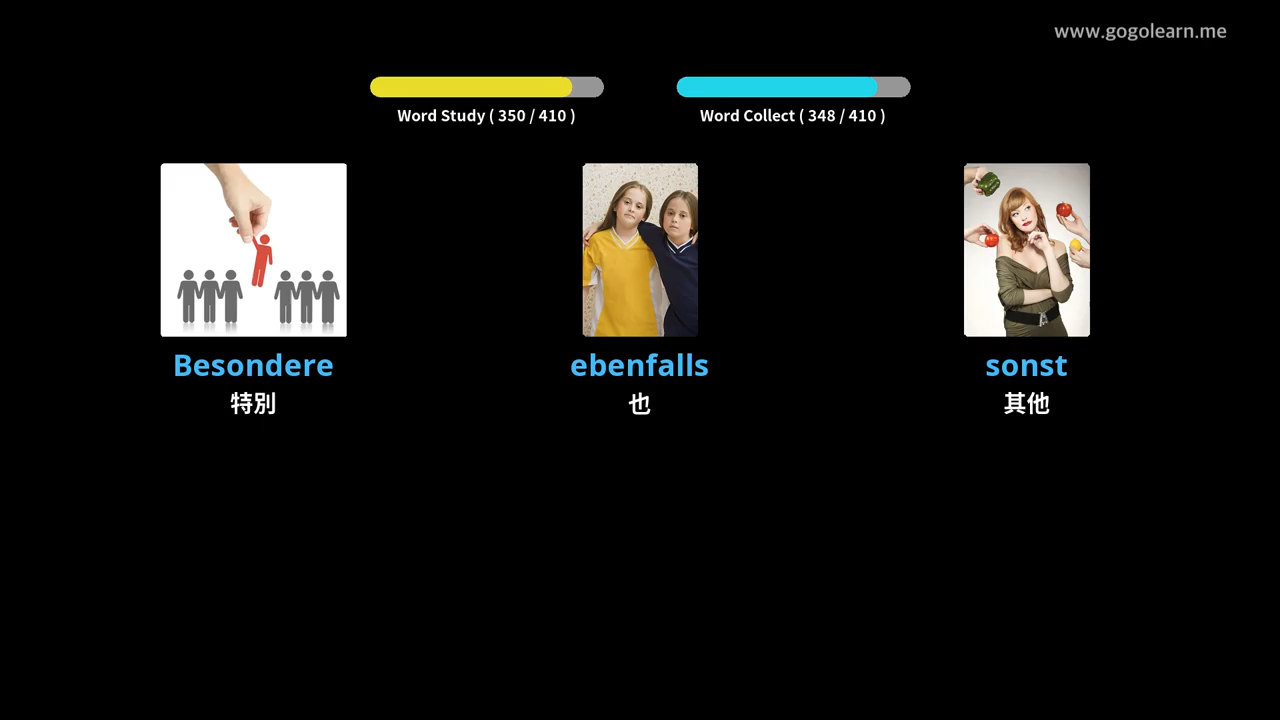 www.gogolearn.me
Word Study ( 350 / 410 )
Word Collect ( 348 / 410 )
Besondere
特別
ebenfalls
也
sonst
其他